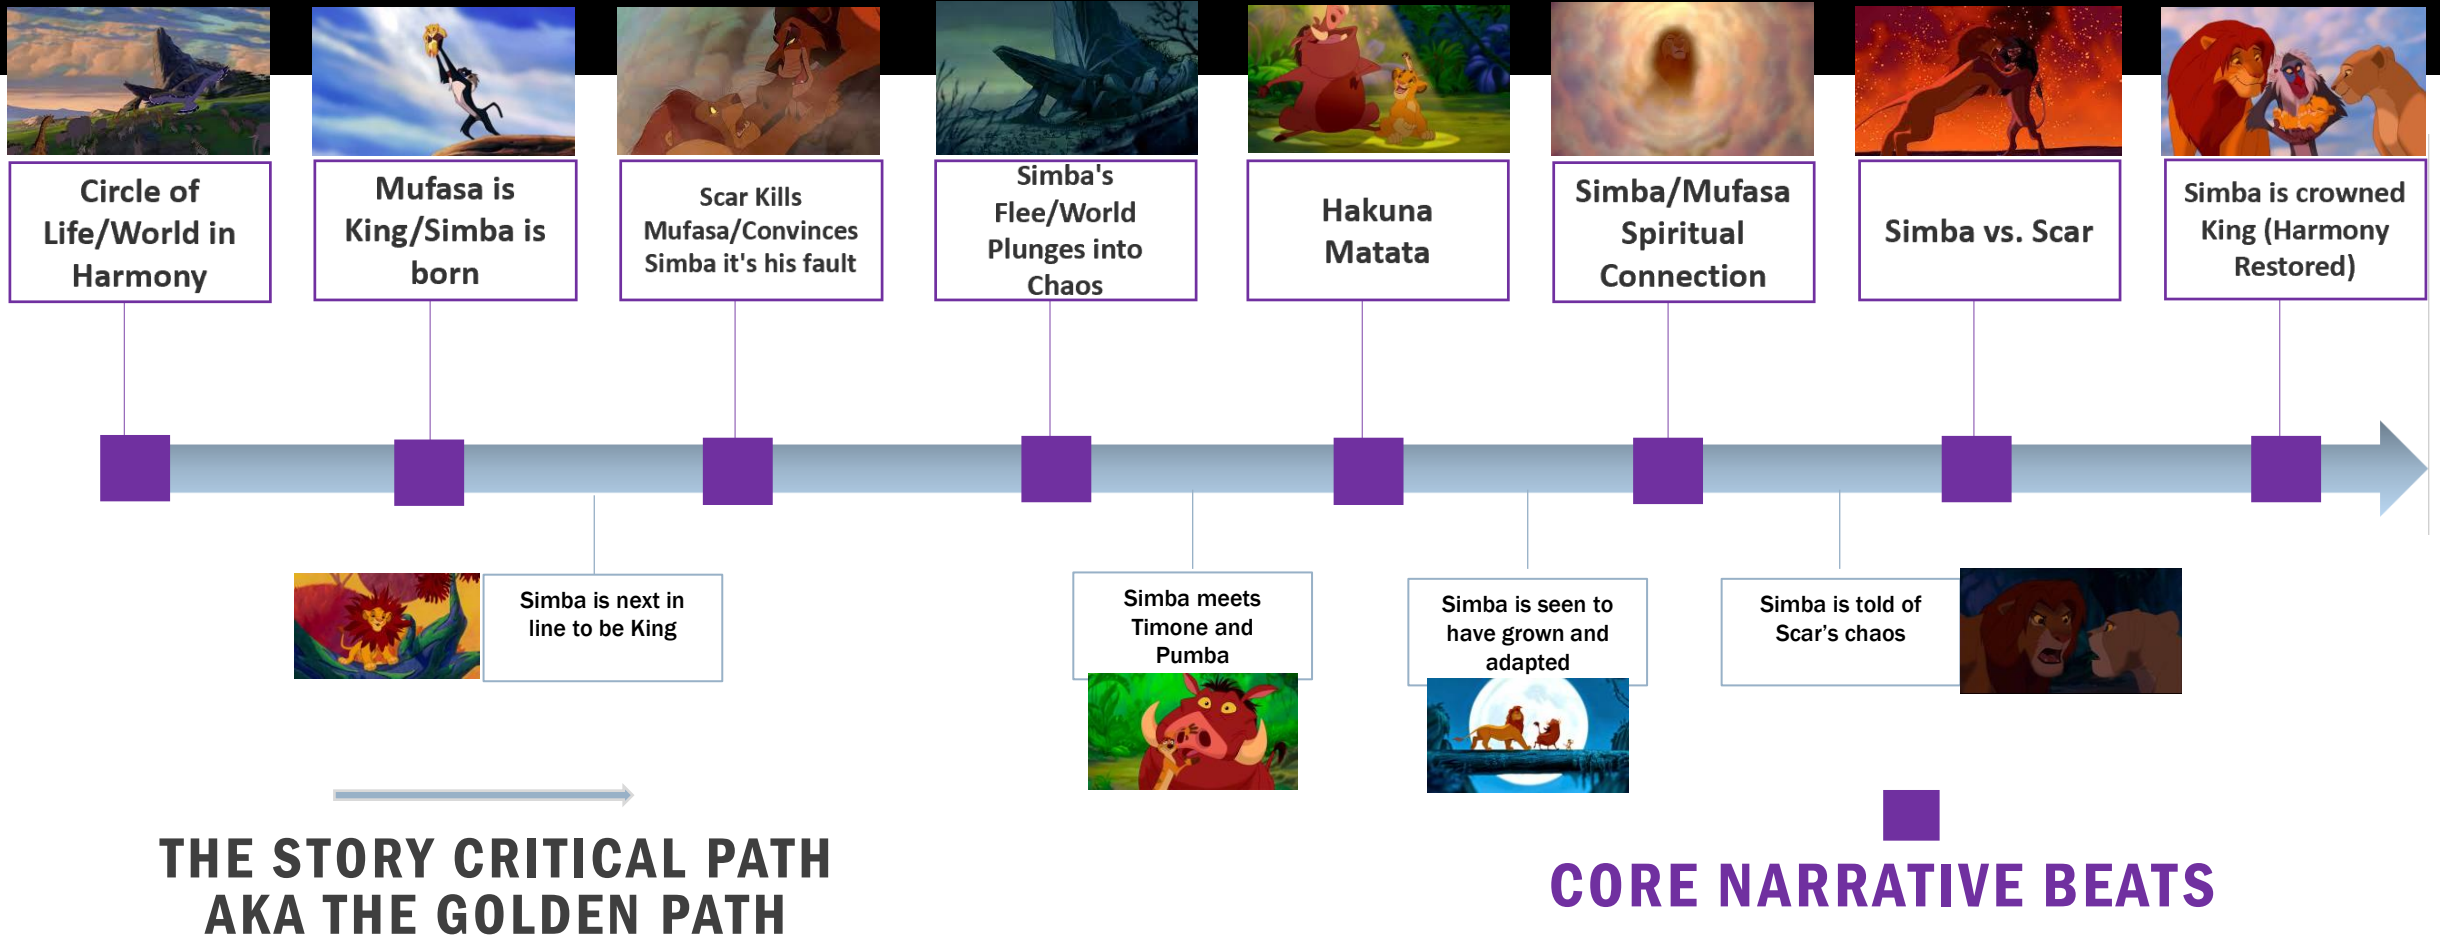 Circle of
Life/World in
Harmony
Mufasa is
King/Simba is
born
Scar Kills
Mufasa/Convinces
Simba it's his fault
Simba's
Flee/World
Plunges into
Chaos
Hakuna
Matata
Simba/Mufasa
Spiritual
Connection
Simba vs. Scar
Simba is crowned
King (Harmony
Restored)
Simba is next in
line to be King
Simba meets
Timone and
Pumba
Simba is seen to
have grown and
adapted
Simba is told of
Scar’s chaos
THE STORY CRITICAL PATH
AKA THE GOLDEN PATH
CORE NARRATIVE BEATS